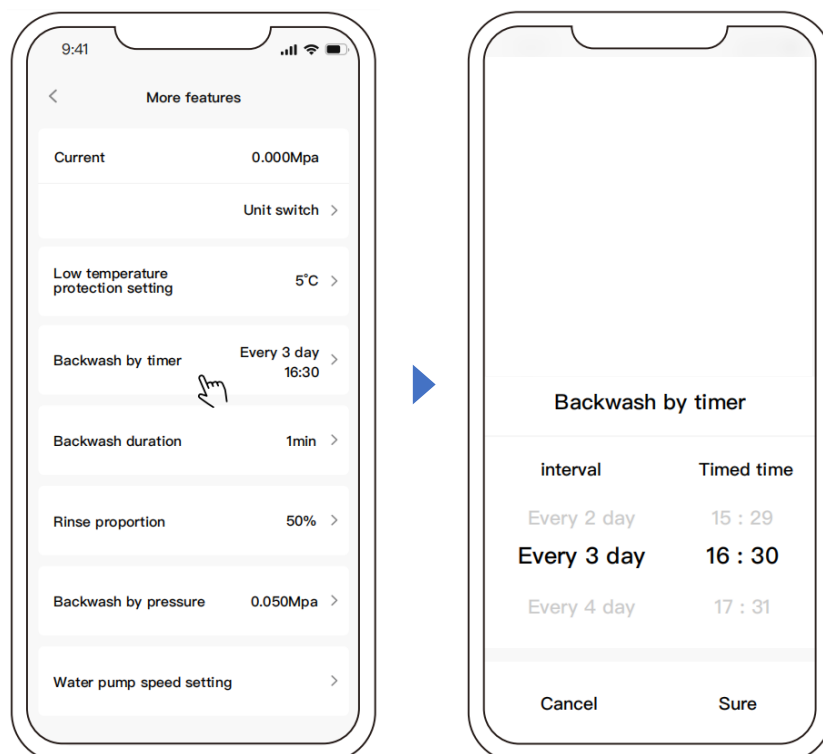 9:41
More features
Current 0.000Mpa
Unit switch
Low temperature
protection setting
5°C
Backwash by timer
Every 3 day
16:30
Backwash duration 1min
Rinse proportion 50%
Backwash by pressure 0.050Mpa
Water pump speed setting
Backwash by timer
interval Timed time
Every 2 day 15 : 29
Every 3 day 16 : 30
Every 4 day 17 : 31
Cancel Sure